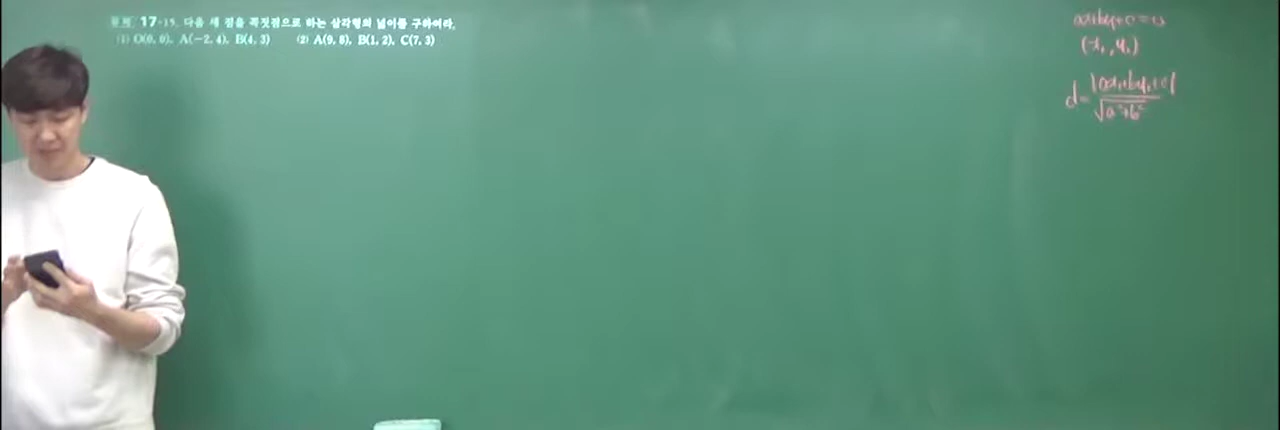 유제 17-15. 다음 세 점을 꼭짓점으로 하는 삼각형의 넓이를 구하여라.
(1) O(0, 0), A(-2, 4), B(4, 3) (2) A(9, 8), B(1, 2), C(7, 3)
ax+by+c=0
(x₁, y₁)
d=|ax₁+by₁+c|/√a²+b²